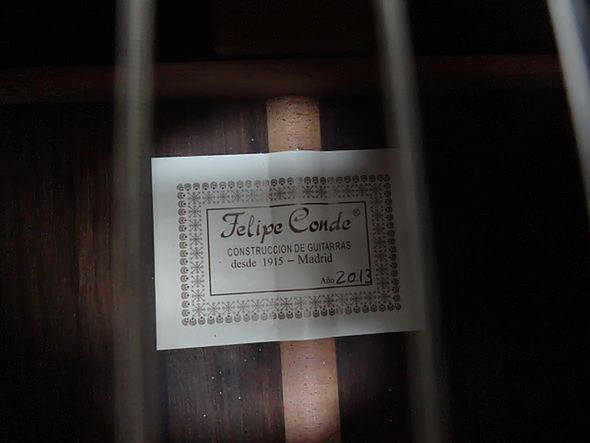 Felipe Conde®
CONSTRUCCION DE GUITARRAS
desde 1915 – Madrid
Año 2013